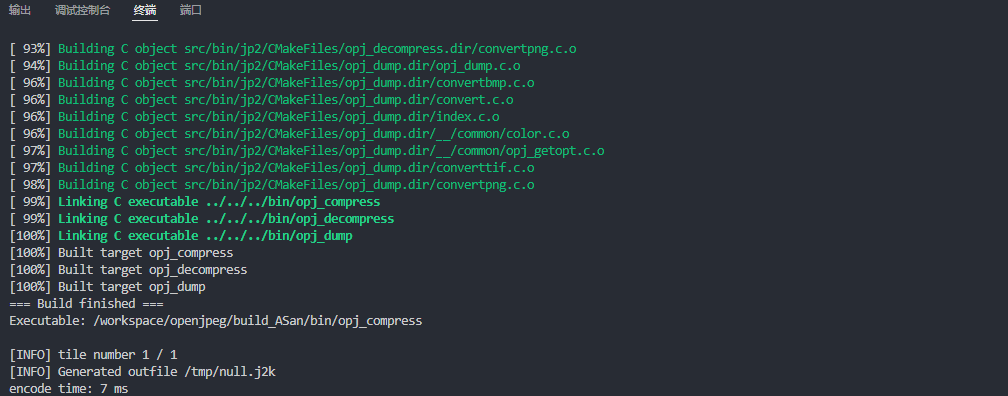 输出 调试控制台 终端 端口
[ 93%] Building C object src/bin/jp2/CMakeFiles/opj_decompress.dir/convertpng.c.o
[ 94%] Building C object src/bin/jp2/CMakeFiles/opj_dump.dir/opj_dump.c.o
[ 96%] Building C object src/bin/jp2/CMakeFiles/opj_dump.dir/convertbmp.c.o
[ 96%] Building C object src/bin/jp2/CMakeFiles/opj_dump.dir/convert.c.o
[ 96%] Building C object src/bin/jp2/CMakeFiles/opj_dump.dir/index.c.o
[ 96%] Building C object src/bin/jp2/CMakeFiles/opj_dump.dir/__/common/color.c.o
[ 97%] Building C object src/bin/jp2/CMakeFiles/opj_dump.dir/__/common/opj_getopt.c.o
[ 97%] Building C object src/bin/jp2/CMakeFiles/opj_dump.dir/converttif.c.o
[ 98%] Building C object src/bin/jp2/CMakeFiles/opj_dump.dir/convertpng.c.o
[ 99%] Linking C executable ../../../bin/opj_compress
[ 99%] Linking C executable ../../../bin/opj_decompress
[100%] Linking C executable ../../../bin/opj_dump
[100%] Built target opj_compress
[100%] Built target opj_decompress
[100%] Built target opj_dump
=== Build finished ===
Executable: /workspace/openjpeg/build_ASan/bin/opj_compress
[INFO] tile number 1 / 1
[INFO] Generated outfile /tmp/null.j2k
encode time: 7 ms